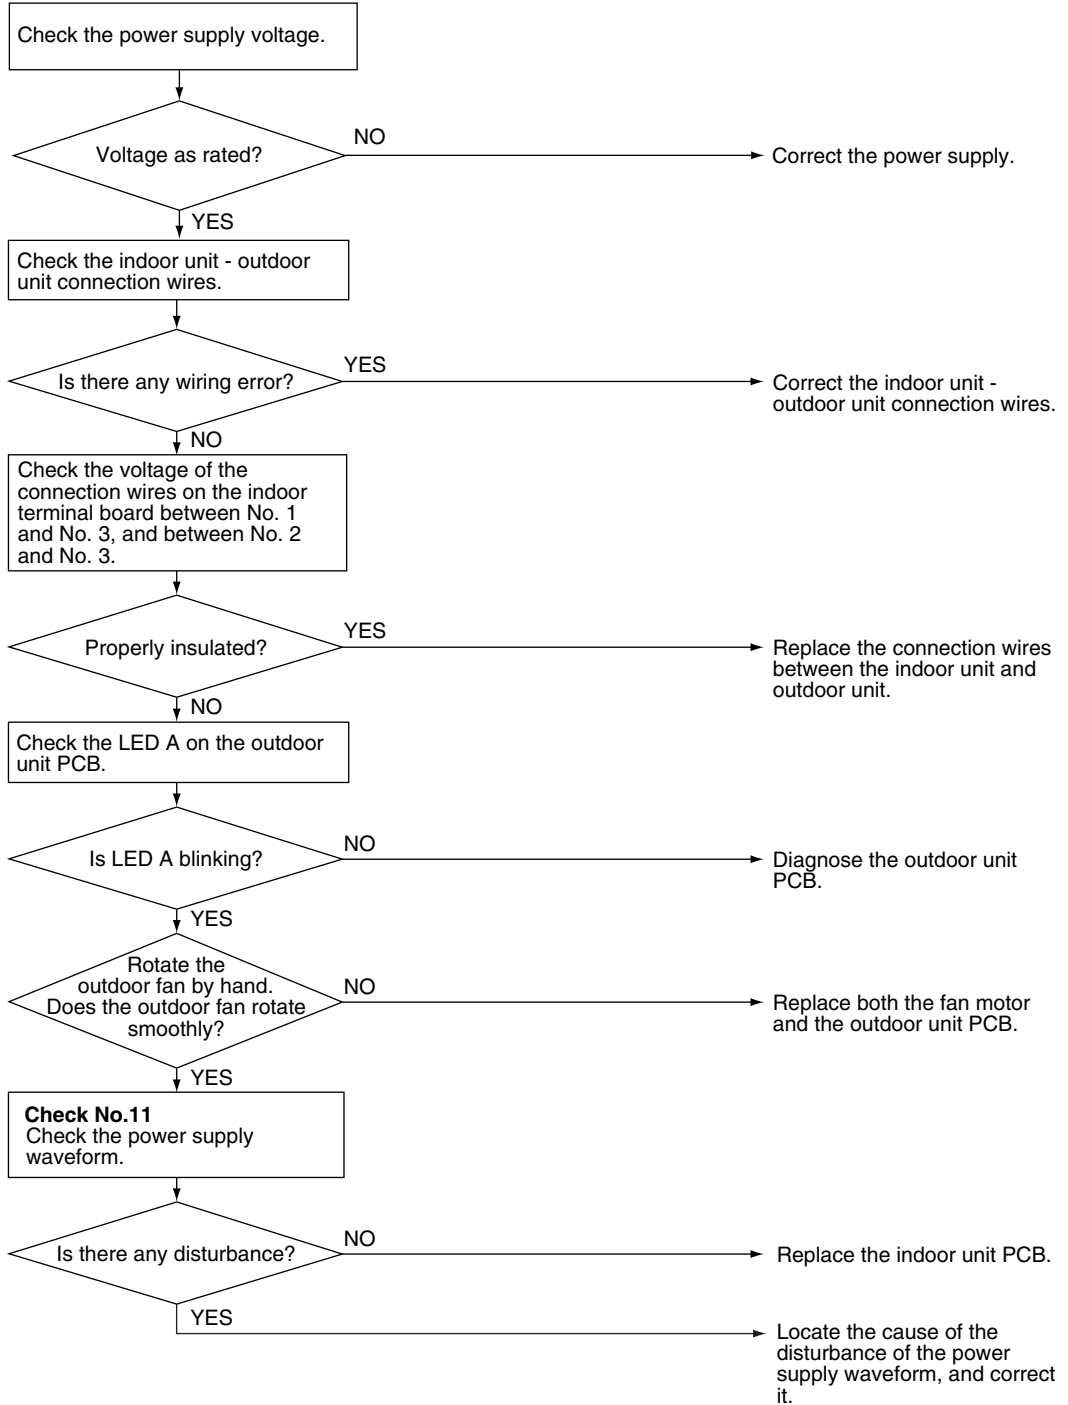 Check the power supply voltage.
Voltage as rated?
NO
Correct the power supply.
YES
Check the indoor unit - outdoor
unit connection wires.
Is there any wiring error?
YES
Correct the indoor unit -
outdoor unit connection wires.
NO
Check the voltage of the
connection wires on the indoor
terminal board between No. 1
and No. 3, and between No. 2
and No. 3.
Properly insulated?
YES
Replace the connection wires
between the indoor unit and
outdoor unit.
NO
Check the LED A on the outdoor
unit PCB.
Is LED A blinking?
NO
Diagnose the outdoor unit
PCB.
YES
Rotate the
outdoor fan by hand.
Does the outdoor fan rotate
smoothly?
NO
Replace both the fan motor
and the outdoor unit PCB.
YES
Check No.11
Check the power supply
waveform.
Is there any disturbance?
NO
Replace the indoor unit PCB.
YES
Locate the cause of the
disturbance of the power
supply waveform, and correct
it.